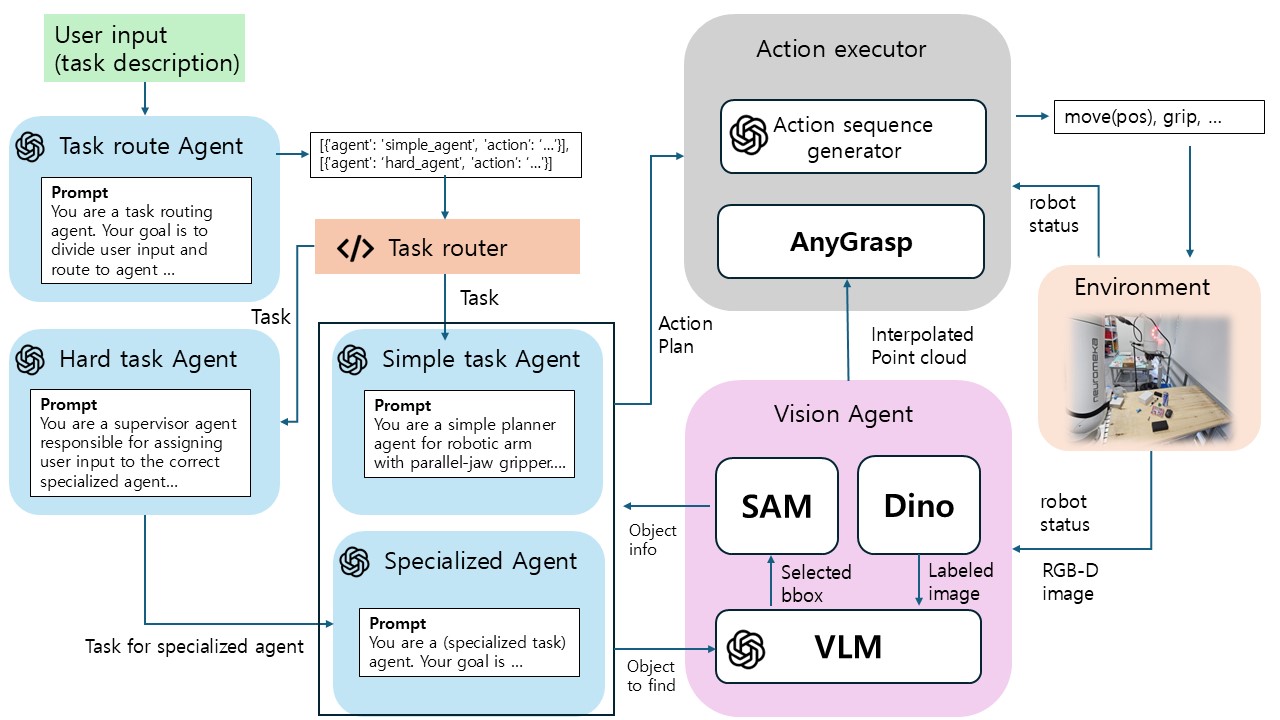 User input
(task description)
Task route Agent
Prompt
You are a task routing
agent. Your goal is to
divide user input and
route to agent ...
[{'agent': 'simple_agent', 'action': '...'}],
[{'agent': 'hard_agent', 'action': '...'}]
</> Task router
Task
Task
Hard task Agent
Prompt
You are a supervisor agent
responsible for assigning
user input to the correct
specialized agent...
Task for specialized agent
Simple task Agent
Prompt
You are a simple planner
agent for robotic arm
with parallel-jaw gripper....
Specialized Agent
Prompt
You are a (specialized task)
agent. Your goal is ...
Action
Plan
Object
info
Object
to find
Action executor
Action sequence
generator
AnyGrasp
Interpolated
Point cloud
Vision Agent
SAM
Dino
Selected
bbox
Labeled
image
VLM
move(pos), grip, ...
robot
status
Environment
neuromeka
robot
status
RGB-D
image